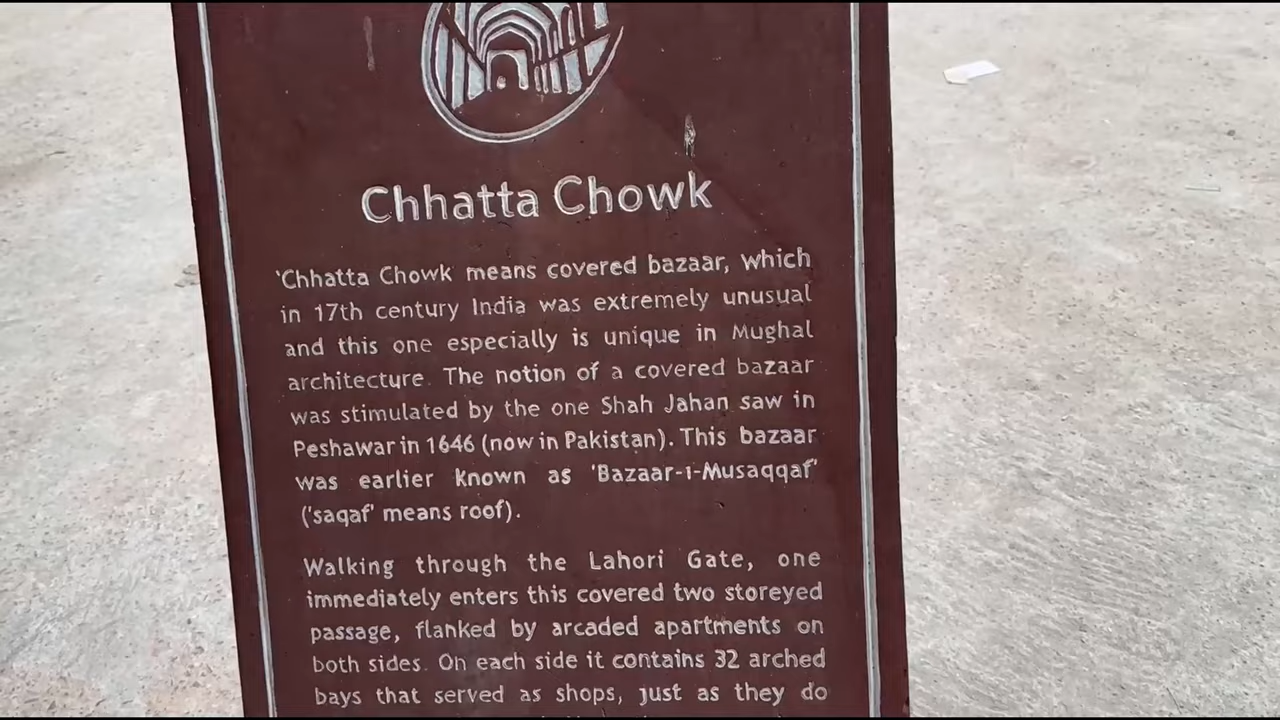 Chhatta Chowk
'Chhatta Chowk' means covered bazaar, which
in 17th century India was extremely unusual
and this one especially is unique in Mughal
architecture. The notion of a covered bazaar
was stimulated by the one Shah Jahan saw in
Peshawar in 1646 (now in Pakistan). This bazaar
was earlier known as 'Bazaar-i-Musaqqaf'
('saqaf' means roof).
Walking through the Lahori Gate, one
immediately enters this covered two storeyed
passage, flanked by arcaded apartments on
both sides. On each side it contains 32 arched
bays that served as shops, just as they do